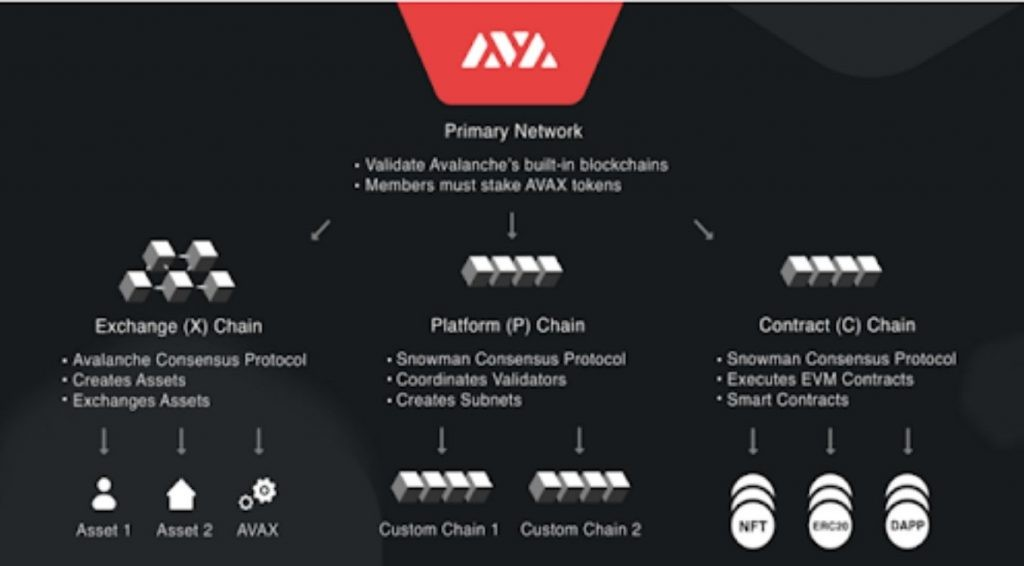 AVA
Primary Network
• Validate Avalanche's built-in blockchains
• Members must stake AVAX tokens
Exchange (X) Chain
• Avalanche Consensus Protocol
• Creates Assets
• Exchanges Assets
Asset 1
Asset 2
AVAX
Platform (P) Chain
• Snowman Consensus Protocol
• Coordinates Validators
• Creates Subnets
Custom Chain 1
Custom Chain 2
Contract (C) Chain
• Snowman Consensus Protocol
• Executes EVM Contracts
• Smart Contracts
NFT
ERC20
DAPP